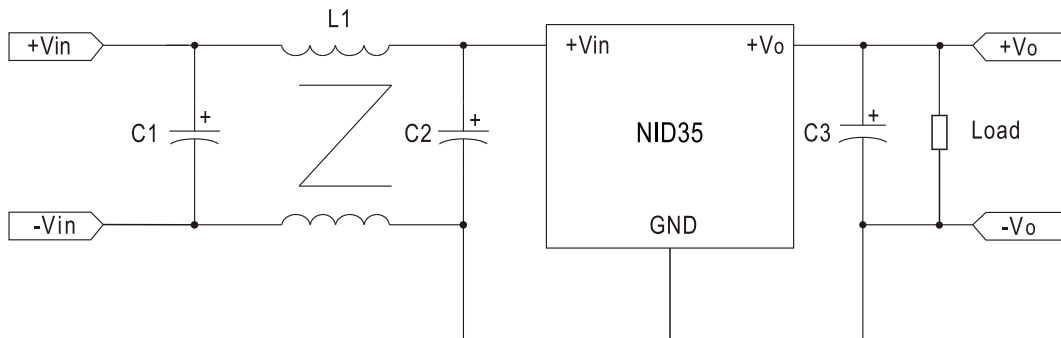 L1
+Vin
+Vin
+Vo
+Vo
C1
+
C2
+
NID35
C3
+
Load
-Vin
GND
-Vo